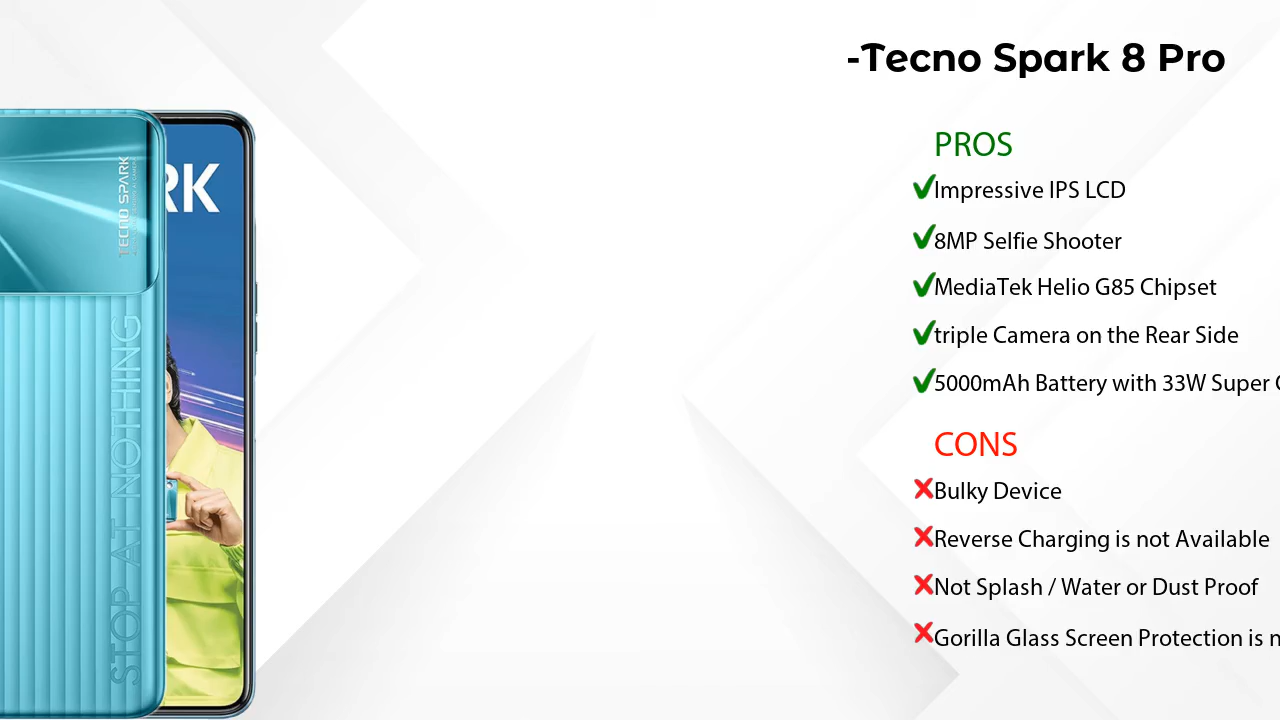 -Tecno Spark 8 Pro
PROS
Impressive IPS LCD
8MP Selfie Shooter
MediaTek Helio G85 Chipset
triple Camera on the Rear Side
5000mAh Battery with 33W Super
CONS
Bulky Device
Reverse Charging is not Available
Not Splash / Water or Dust Proof
Gorilla Glass Screen Protection is
TECNO SPARK
STOP AT NOTHING
RK